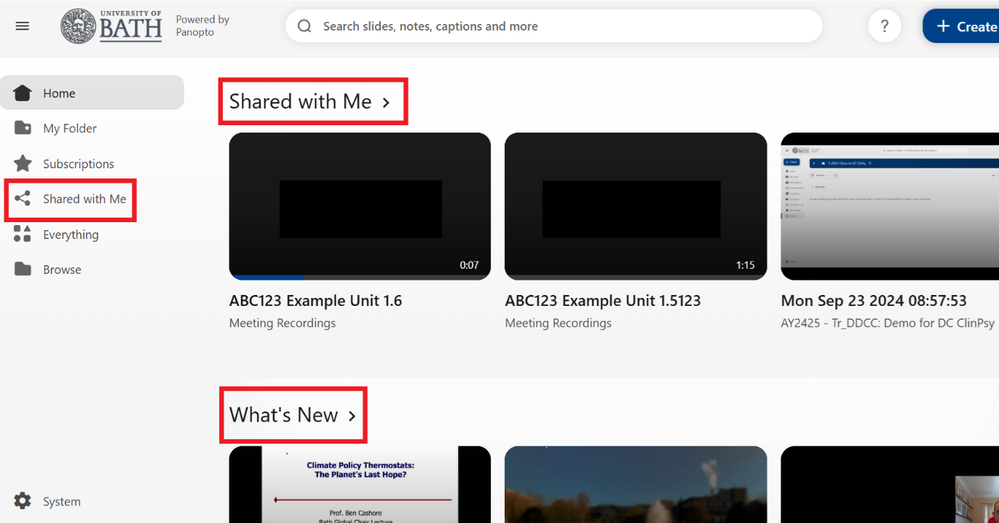 UNIVERSITY OF
BATH
Powered by
Panopto
Search slides, notes, captions and more
?
+ Create
Home
My Folder
Subscriptions
Shared with Me
Everything
Browse
System
Shared with Me >
0:07
1:15
ABC123 Example Unit 1.6
Meeting Recordings
ABC123 Example Unit 1.5123
Meeting Recordings
Mon Sep 23 2024 08:57:53
AY2425 - Tr_DDCC: Demo for DC ClinPsy
What's New >
Climate Policy Thermostats:
The Planet's Last Hope?
Prof. Ben Cashore
Bath Global Chair Lecture